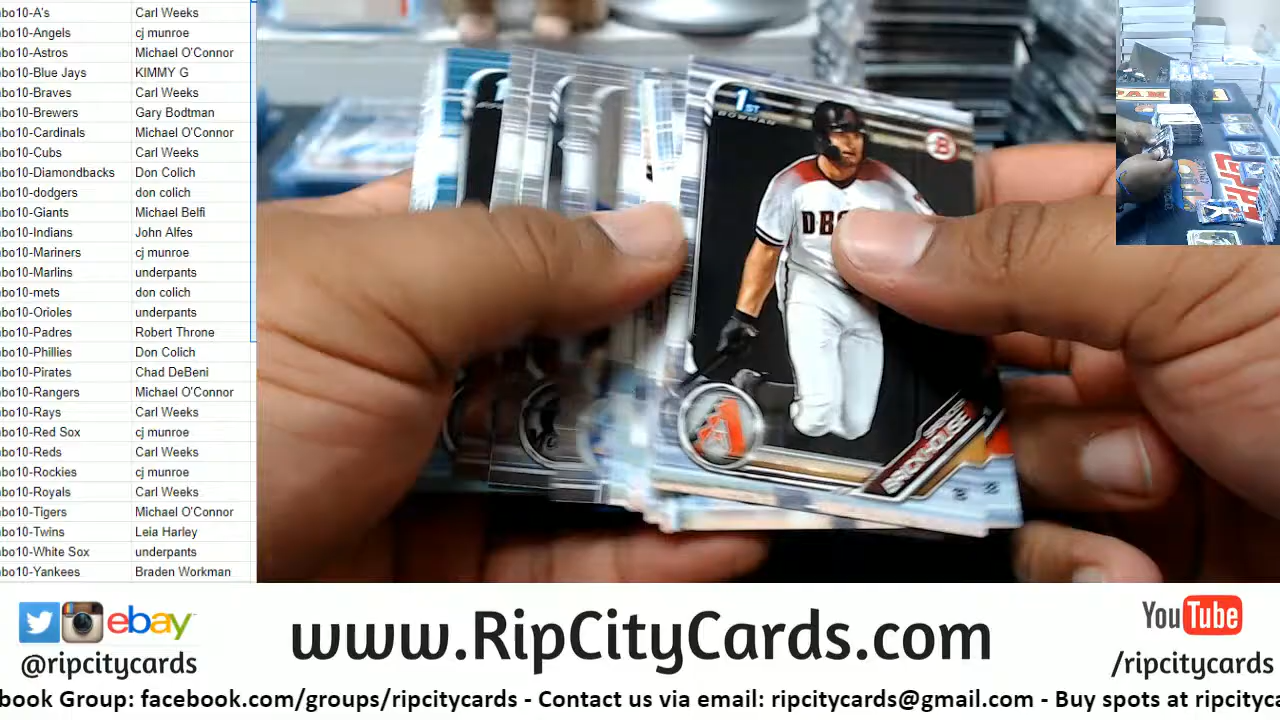 bo10-A's Carl Weeks
bo10-Angels cj munroe
bo10-Astros Michael O'Connor
bo10-Blue Jays KIMMY G
bo10-Braves Carl Weeks
bo10-Brewers Gary Bodtman
bo10-Cardinals Michael O'Connor
bo10-Cubs Carl Weeks
bo10-Diamondbacks Don Colich
bo10-dodgers don colich
bo10-Giants Michael Belfi
bo10-Indians John Alfes
bo10-Mariners cj munroe
bo10-Marlins underpants
bo10-mets don colich
bo10-Orioles underpants
bo10-Padres Robert Throne
bo10-Phillies Don Colich
bo10-Pirates Chad DeBeni
bo10-Rangers Michael O'Connor
bo10-Rays Carl Weeks
bo10-Red Sox cj munroe
bo10-Reds Carl Weeks
bo10-Rockies cj munroe
bo10-Royals Carl Weeks
bo10-Tigers Michael O'Connor
bo10-Twins Leia Harley
bo10-White Sox underpants
bo10-Yankees Braden Workman
1ST
BOWMAN
B
ebay
@ripcitycards
www.RipCityCards.com
YouTube
/ripcitycards
book Group: facebook.com/groups/ripcitycards - Contact us via email: ripcitycards@gmail.com - Buy spots at ripcityca